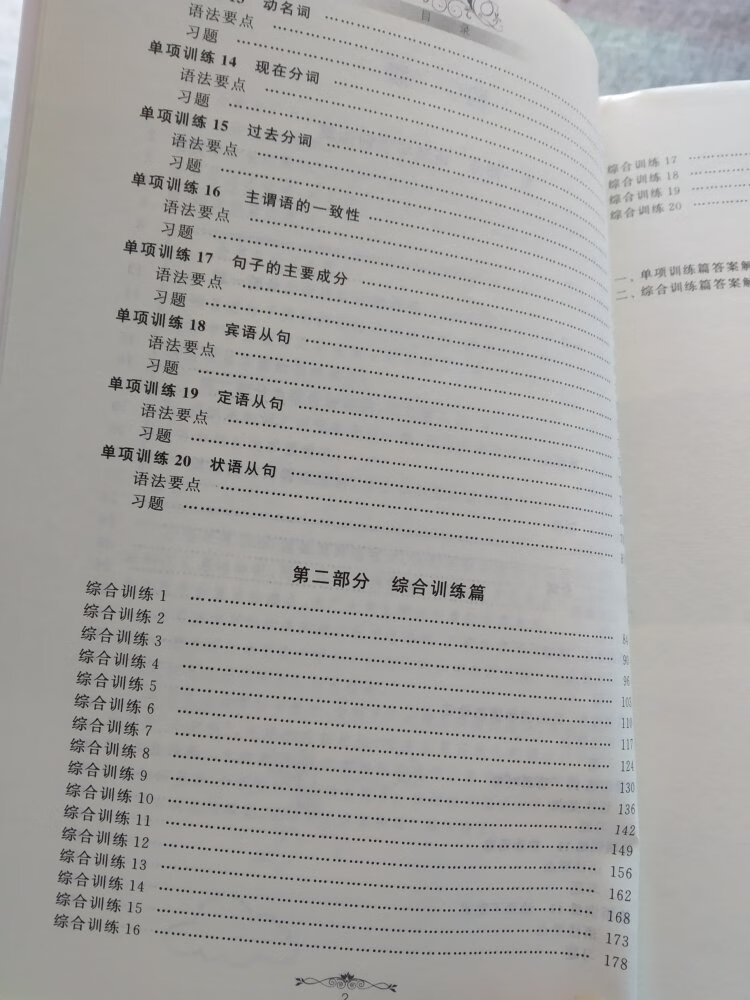 目 录
13 动名词
语法要点
习题
单项训练 14 现在分词
语法要点
习题
单项训练 15 过去分词
语法要点
习题
单项训练 16 主谓语的一致性
语法要点
习题
单项训练 17 句子的主要成分
语法要点
习题
单项训练 18 宾语从句
语法要点
习题
单项训练 19 定语从句
语法要点
习题
单项训练 20 状语从句
语法要点
习题
第二部分 综合训练篇
综合训练 1 84
综合训练 2 90
综合训练 3 96
综合训练 4 103
综合训练 5 110
综合训练 6 117
综合训练 7 124
综合训练 8 130
综合训练 9 136
综合训练 10 142
综合训练 11 149
综合训练 12 156
综合训练 13 162
综合训练 14 168
综合训练 15 173
综合训练 16 178
综合训练 17
综合训练 18
综合训练 19
综合训练 20
一、单项训练篇答案解
二、综合训练篇答案解